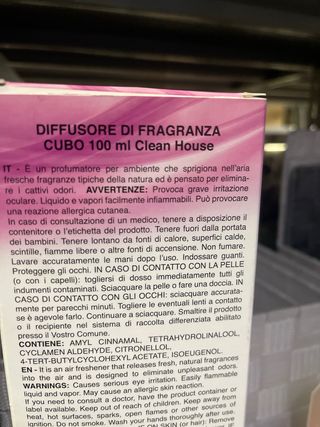 DIFFUSORE DI FRAGRANZA
CUBO 100 ml Clean House
IT - È un profumatore per ambiente che sprigiona nell'aria
fresche fragranze tipiche della natura ed è pensato per elimina-
re i cattivi odori. AVVERTENZE: Provoca grave irritazione
oculare. Liquido e vapori facilmente infiammabili. Può provocare
una reazione allergica cutanea.
In caso di consultazione di un medico, tenere a disposizione il
contenitore o l'etichetta del prodotto. Tenere fuori dalla portata
dei bambini. Tenere lontano da fonti di calore, superfici calde,
scintille, fiamme libere o altre fonti di accensione. Non fumare.
Lavare accuratamente le mani dopo l'uso. Indossare guanti.
Proteggere gli occhi. IN CASO DI CONTATTO CON LA PELLE
(o con i capelli): togliersi di dosso immediatamente tutti gli
indumenti contaminati. Sciacquare la pelle o fare una doccia. IN
CASO DI CONTATTO CON GLI OCCHI: sciacquare accurata-
mente per parecchi minuti. Togliere le eventuali lenti a contatto
se è agevole farlo. Continuare a sciacquare. Smaltire il prodotto
o il recipiente nel sistema di raccolta differenziata abilitato
presso il Vostro Comune.
CONTIENE: AMYL CINNAMAL, TETRAHYDROLINALOOL,
CYCLAMEN ALDEHYDE, CITRONELLOL,
4-TERT-BUTYLCYCLOHEXYL ACETATE, ISOEUGENOL.
EN - It is an air freshener that releases fresh, natural fragrances
into the air and is designed to eliminate unpleasant odors.
WARNINGS: Causes serious eye irritation. Easily flammable
liquid and vapor. May cause an allergic skin reaction.
If you need to consult a doctor, have the product container or
label available. Keep out of reach of children. Keep away from
heat, hot surfaces, sparks, open flames or other sources of
ignition. Do not smoke. Wash your hands thoroughly after use.
ON SKIN (or hair): Remove